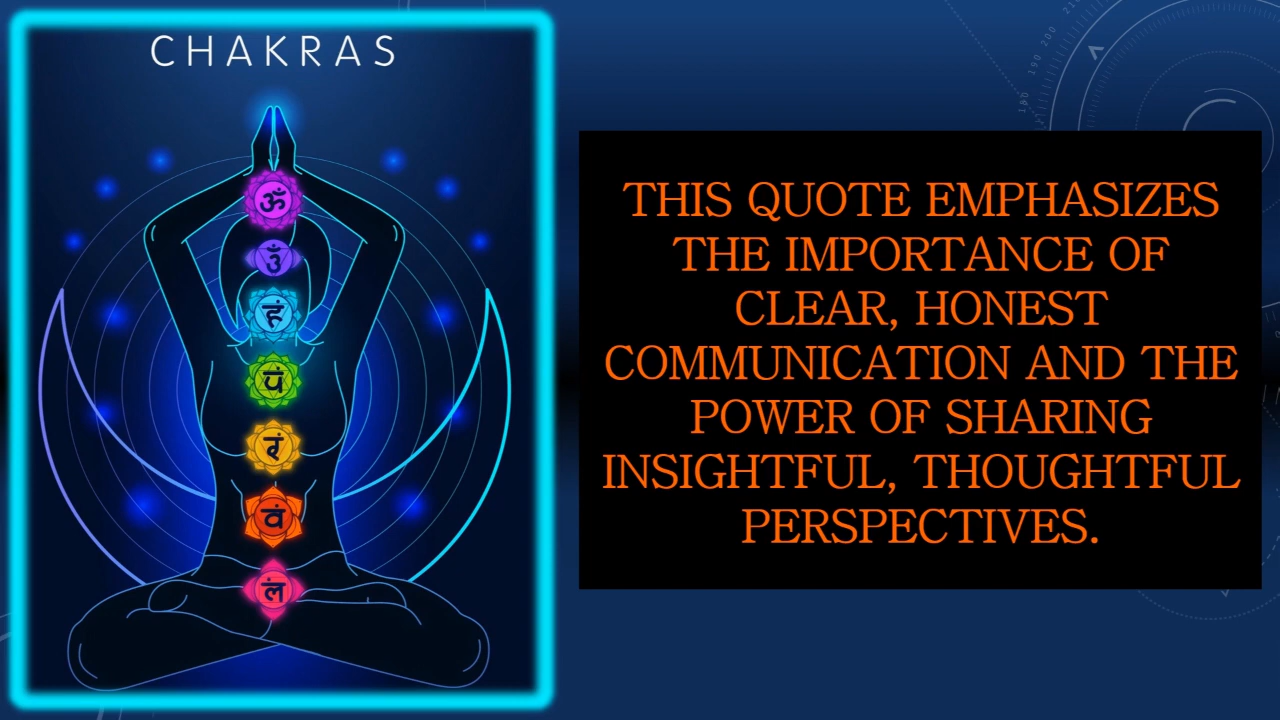 CHAKRAS
ॐ
ॐ
हं
यं
रं
वं
लं
THIS QUOTE EMPHASIZES
THE IMPORTANCE OF
CLEAR, HONEST
COMMUNICATION AND THE
POWER OF SHARING
INSIGHTFUL, THOUGHTFUL
PERSPECTIVES.